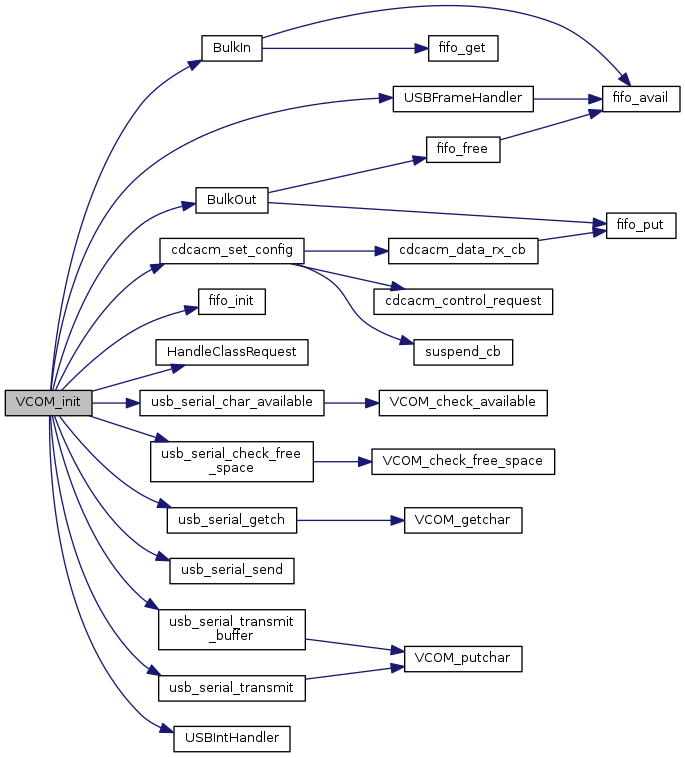 BulkIn
fifo_get
USBFrameHandler
fifo_avail
fifo_free
BulkOut
fifo_put
cdcacm_set_config
cdcacm_data_rx_cb
fifo_init
cdcacm_control_request
HandleClassRequest
suspend_cb
VCOM_init
usb_serial_char_available
VCOM_check_available
usb_serial_check_free
_space
VCOM_check_free_space
usb_serial_getch
VCOM_getchar
usb_serial_send
usb_serial_transmit
_buffer
VCOM_putchar
usb_serial_transmit
USBIntHandler